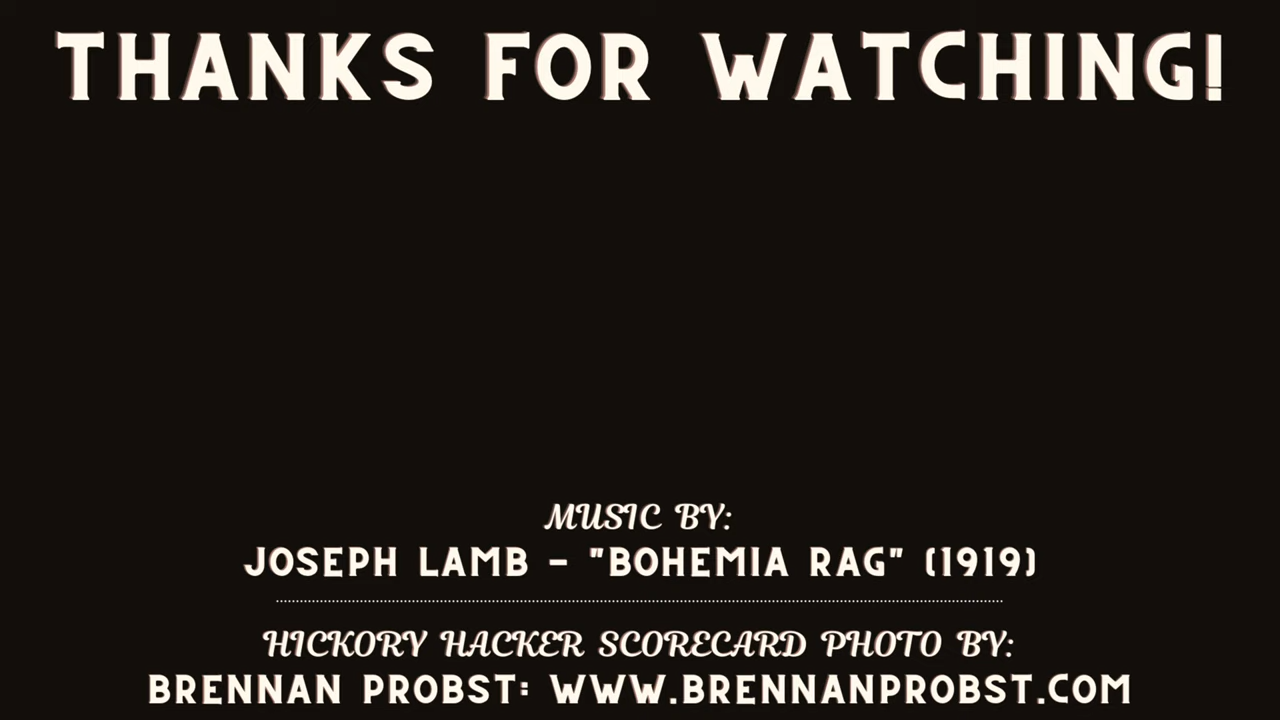 THANKS FOR WATCHING!
MUSIC BY:
JOSEPH LAMB - "BOHEMIA RAG" (1919)
HICKORY HACKER SCORECARD PHOTO BY:
BRENNAN PROBST: WWW.BRENNANPROBST.COM